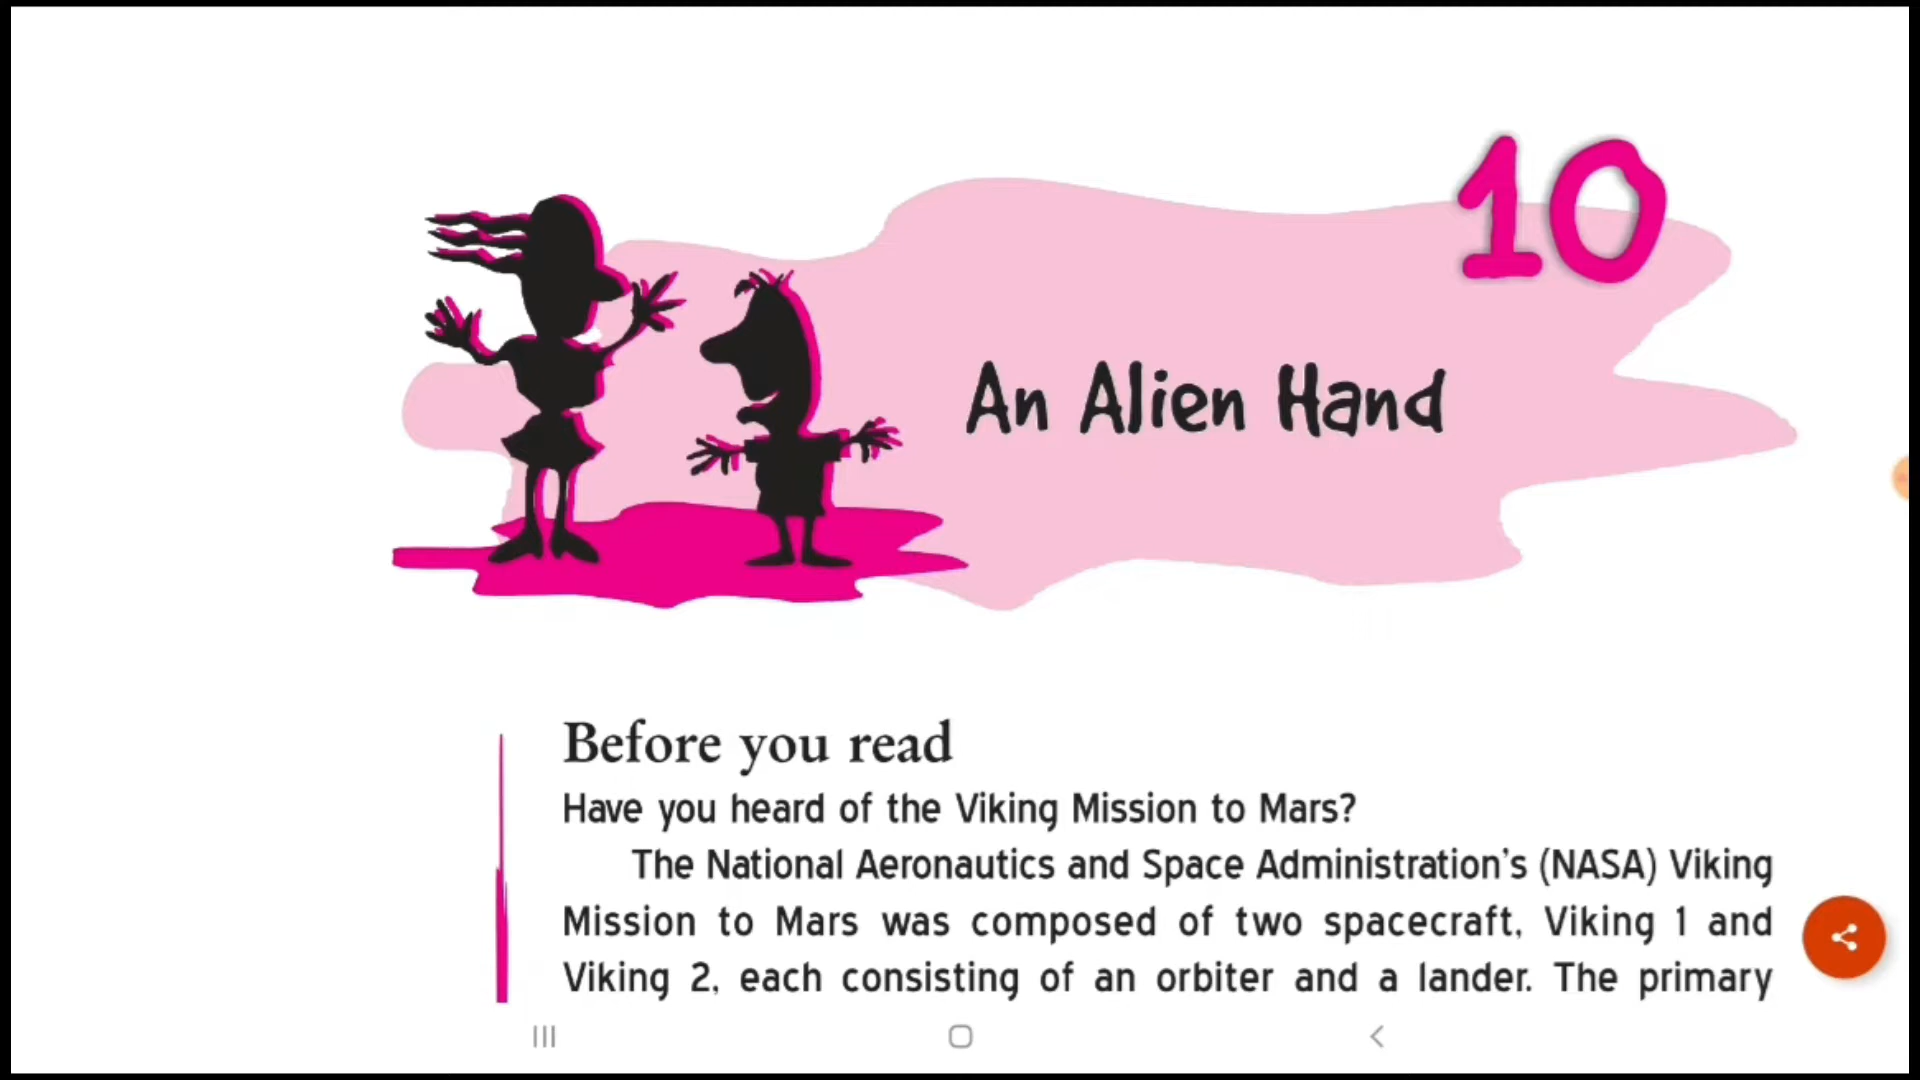 10
An Alien Hand
Before you read
Have you heard of the Viking Mission to Mars?
The National Aeronautics and Space Administration's (NASA) Viking
Mission to Mars was composed of two spacecraft, Viking 1 and
Viking 2, each consisting of an orbiter and a lander. The primary